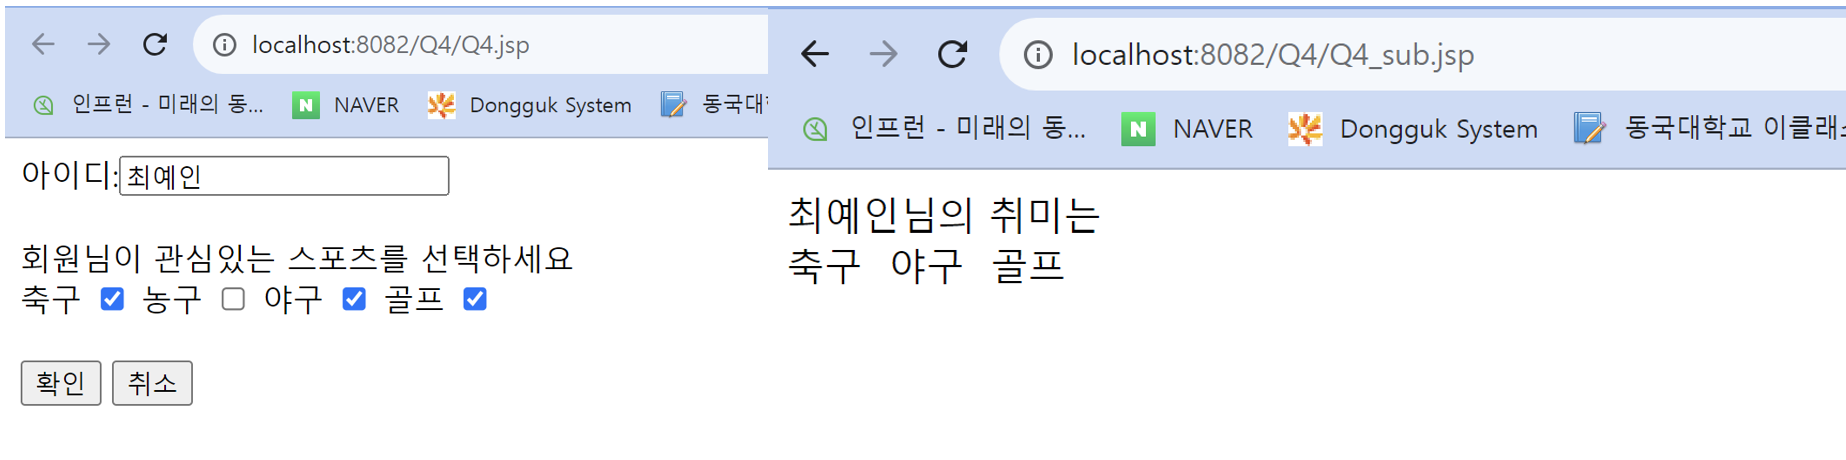 localhost:8082/Q4/Q4.jsp
인프런 - 미래의 동... NAVER Dongguk System 동국대
아이디:최예인
회원님이 관심있는 스포츠를 선택하세요
축구 농구 야구 골프
확인 취소
localhost:8082/Q4/Q4_sub.jsp
인프런 - 미래의 동... NAVER Dongguk System 동국대학교 이클래
최예인님의 취미는
축구 야구 골프